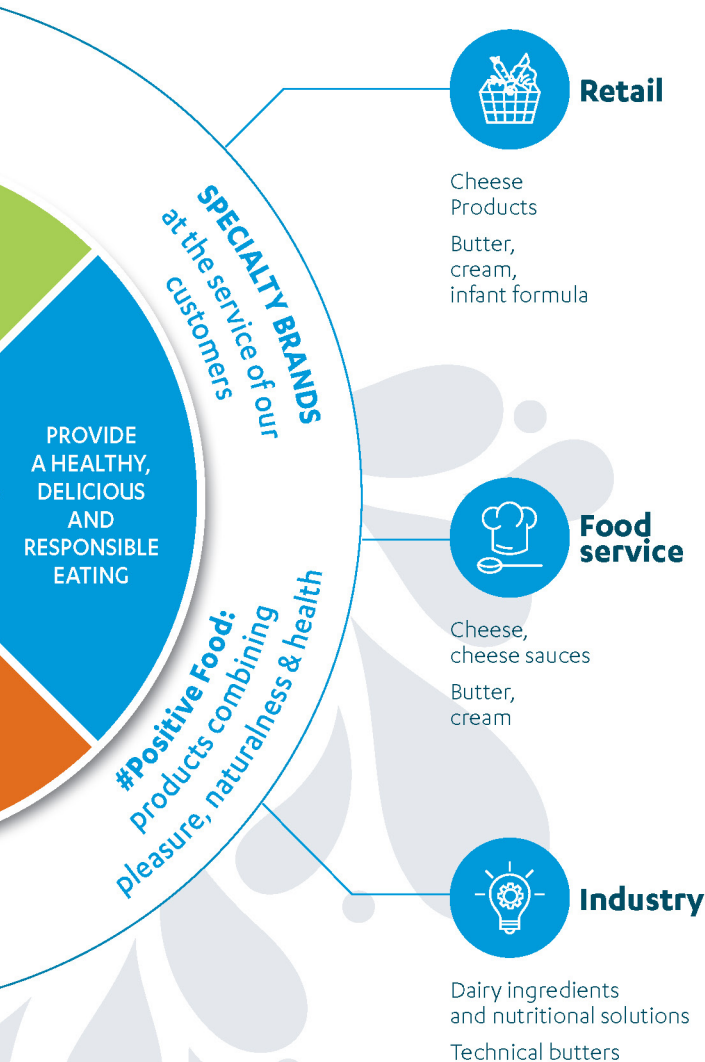 PROVIDE
A HEALTHY,
DELICIOUS
AND
RESPONSIBLE
EATING
SPECIALTY BRANDS
at the service of our
customers
#Positive Food:
products combining
pleasure, naturalness & health
Retail
Cheese
Products
Butter,
cream,
infant formula
Food
service
Cheese,
cheese sauces
Butter,
cream
Industry
Dairy ingredients
and nutritional solutions
Technical butters